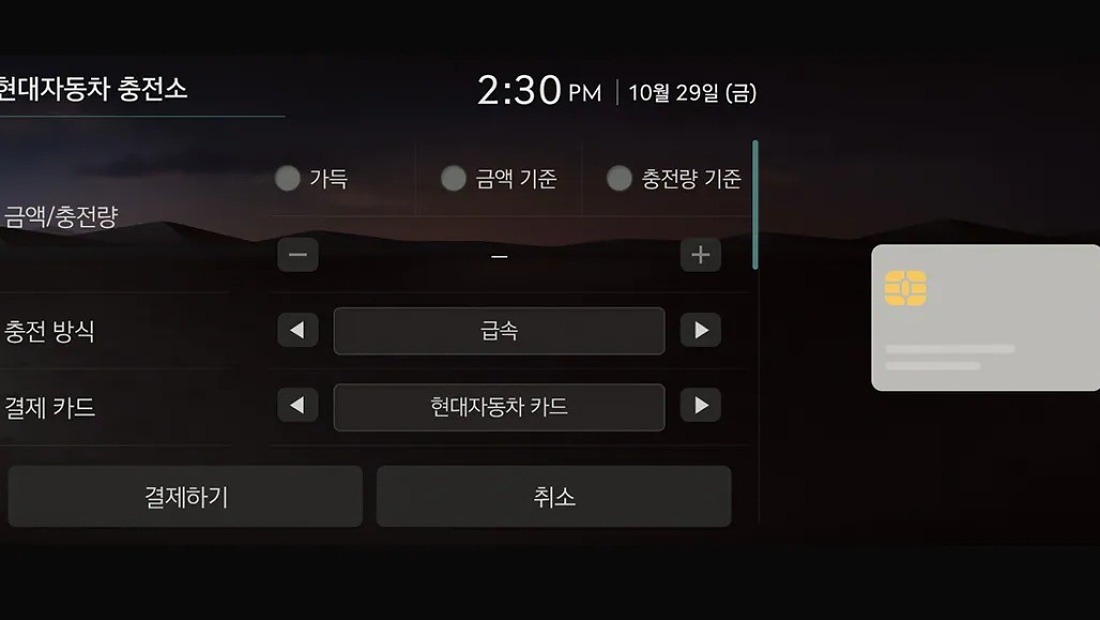 현대자동차 충전소
2:30 PM | 10월 29일 (금)
금액/충전량
가득
금액 기준
충전량 기준
충전 방식
급속
결제 카드
현대자동차 카드
결제하기
취소